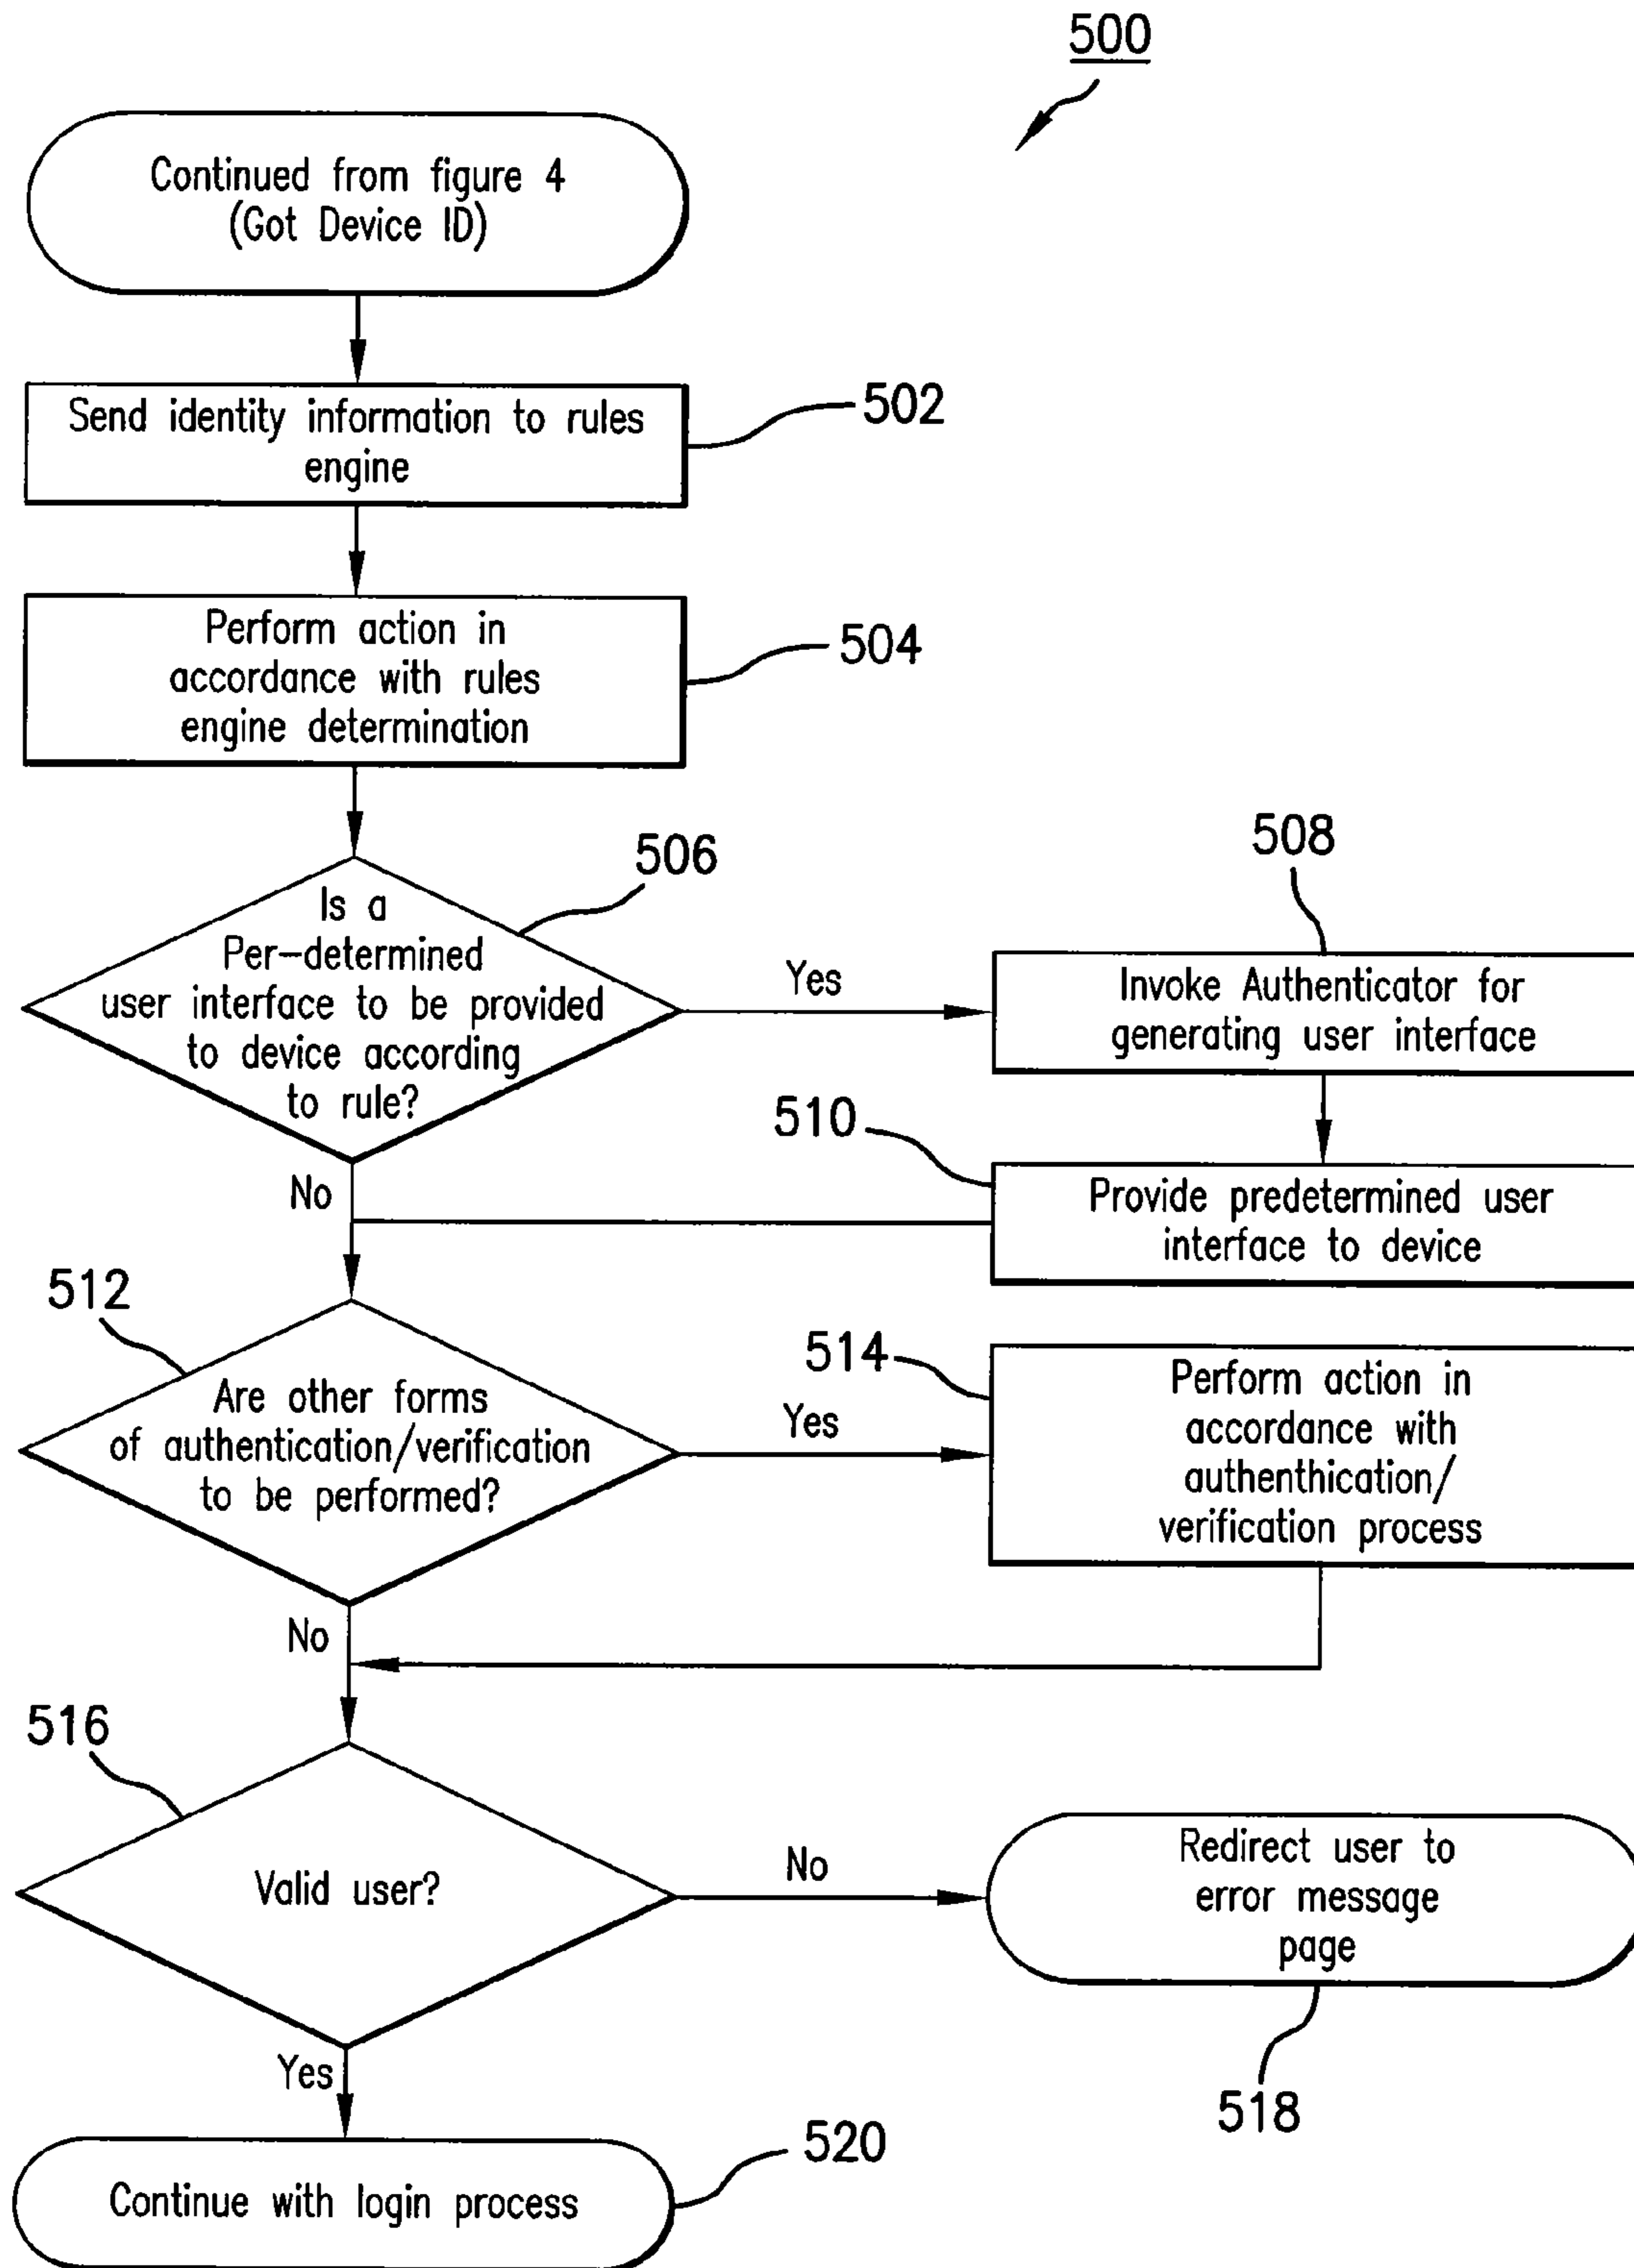 500
Continued from figure 4
(Got Device ID)
Send identity information to rules
engine
502
Perform action in
accordance with rules
engine determination
504
506
Is a
Per-determined
user interface to be provided
to device according
to rule?
Yes
No
508
Invoke Authenticator for
generating user interface
510
Provide predetermined user
interface to device
512
Are other forms
of authentication/verification
to be performed?
Yes
No
514
Perform action in
accordance with
authenthication/
verification process
516
Valid user?
No
Yes
Redirect user to
error message
page
518
Continue with login process
520